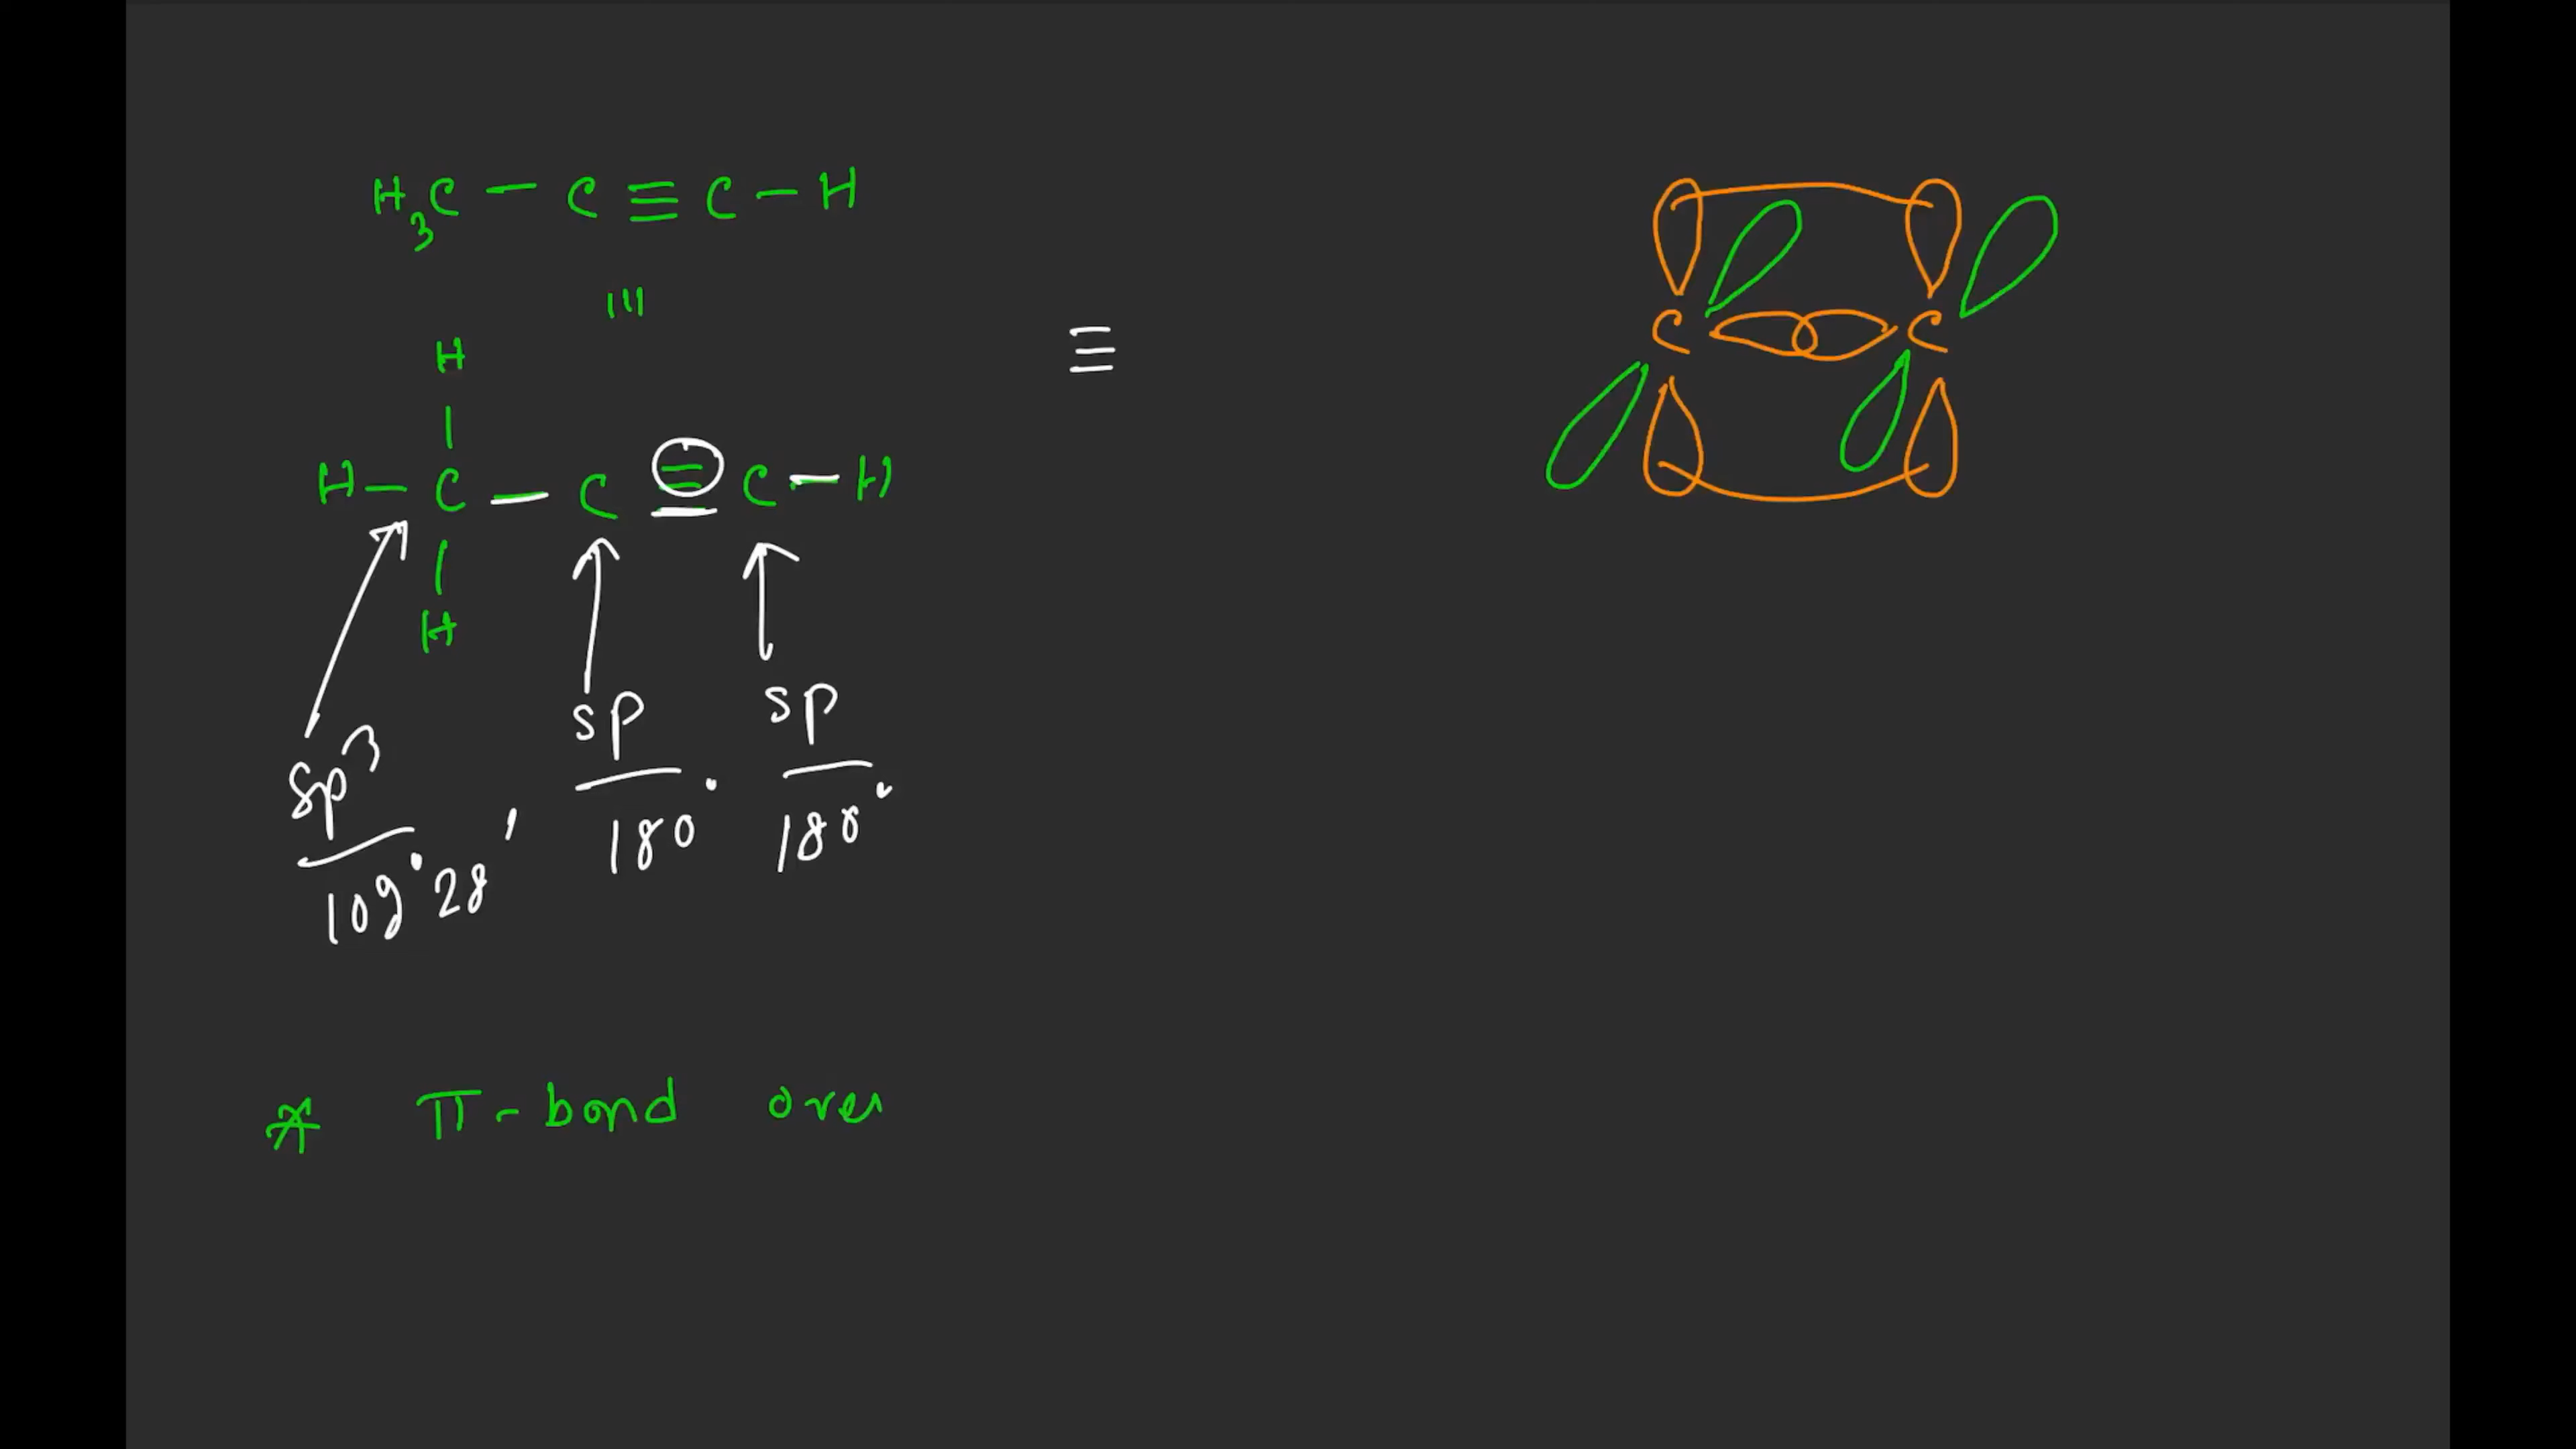 H₃C – C ≡ C – H
≡
H
|
H – C – C ≡ C – H
|
H
≡
C C
sp³ sp sp
109°28' 180° 180°
* π-bond over